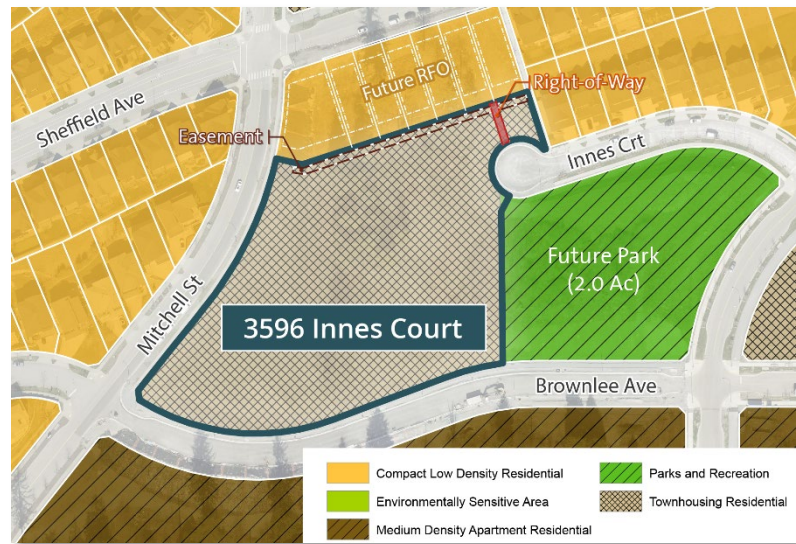 Future RFO
Right-of-Way
Sheffield Ave
Easement
Innes Crt
Mitchell St
Future Park
(2.0 Ac)
3596 Innes Court
Brownlee Ave
Compact Low Density Residential
Parks and Recreation
Environmentally Sensitive Area
Townhousing Residential
Medium Density Apartment Residential